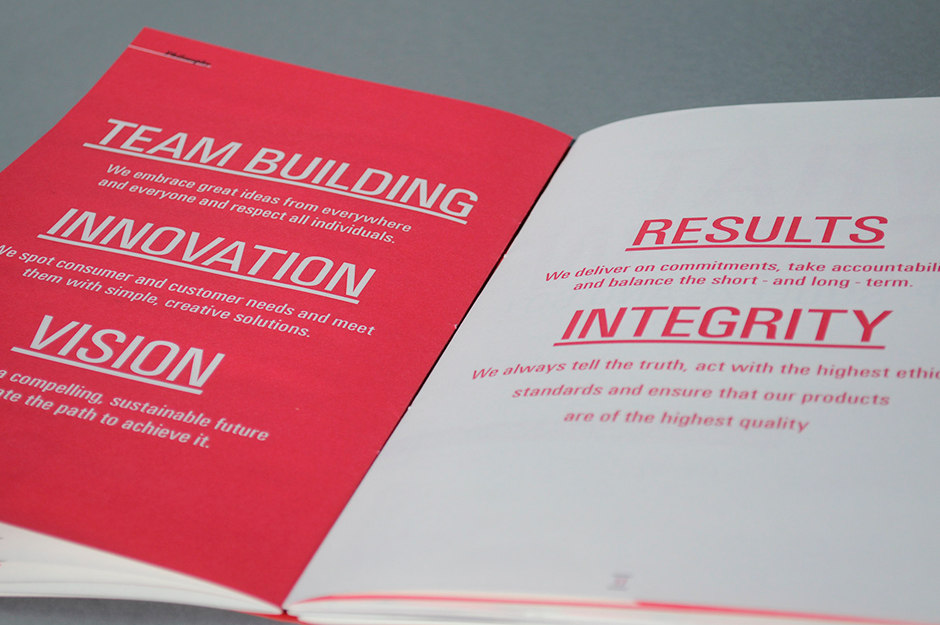 Philosophy
TEAM BUILDING
We embrace great ideas from everywhere
and everyone and respect all individuals.
INNOVATION
We spot consumer and customer needs and meet
them with simple, creative solutions.
VISION
a compelling, sustainable future
the path to achieve it.
RESULTS
We deliver on commitments, take
and balance the short - and long - term.
INTEGRITY
We always tell the truth, act with the highest
standards and ensure that our products
are of the highest quality